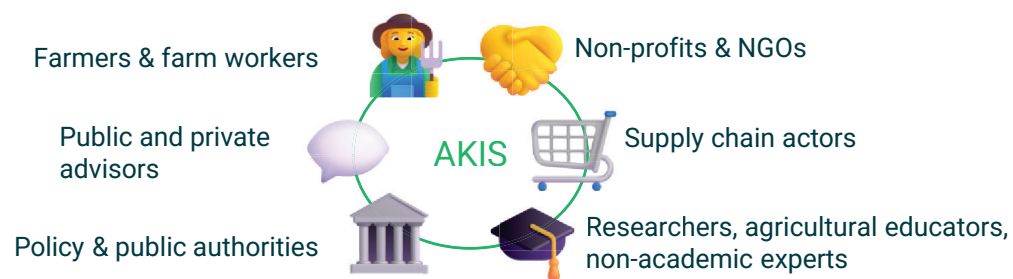 Farmers & farm workers
Non-profits & NGOs
Public and private
advisors
AKIS
Supply chain actors
Policy & public authorities
Researchers, agricultural educators,
non-academic experts